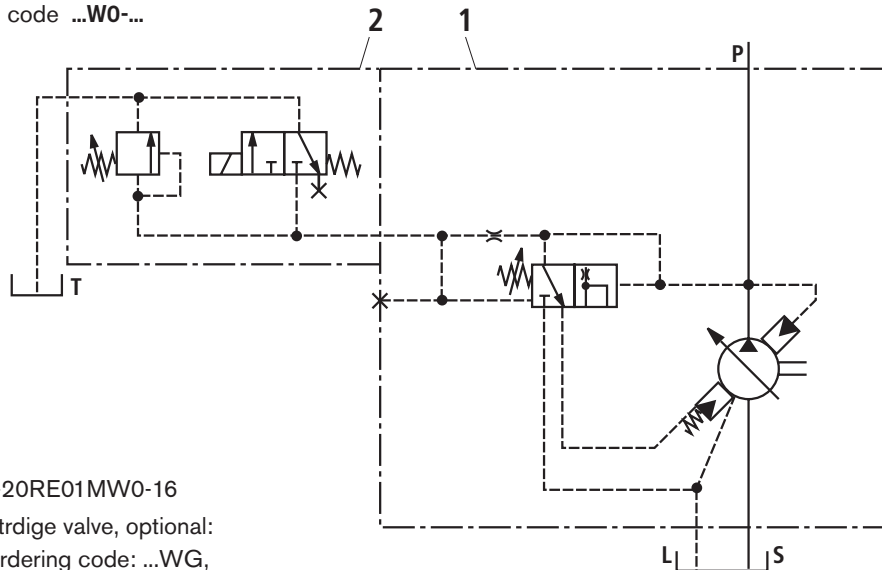 code ...W0-...
2 1
P
T
20RE01MW0-16
trdige valve, optional:
rdering code: ...WG,
L S